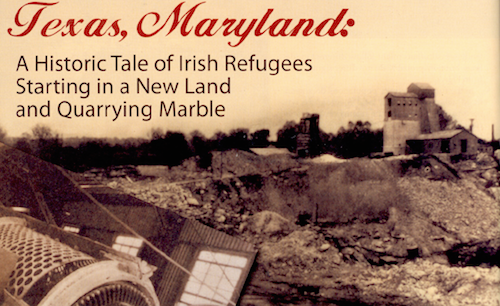 Texas, Maryland:
A Historic Tale of Irish Refugees
Starting in a New Land
and Quarrying Marble